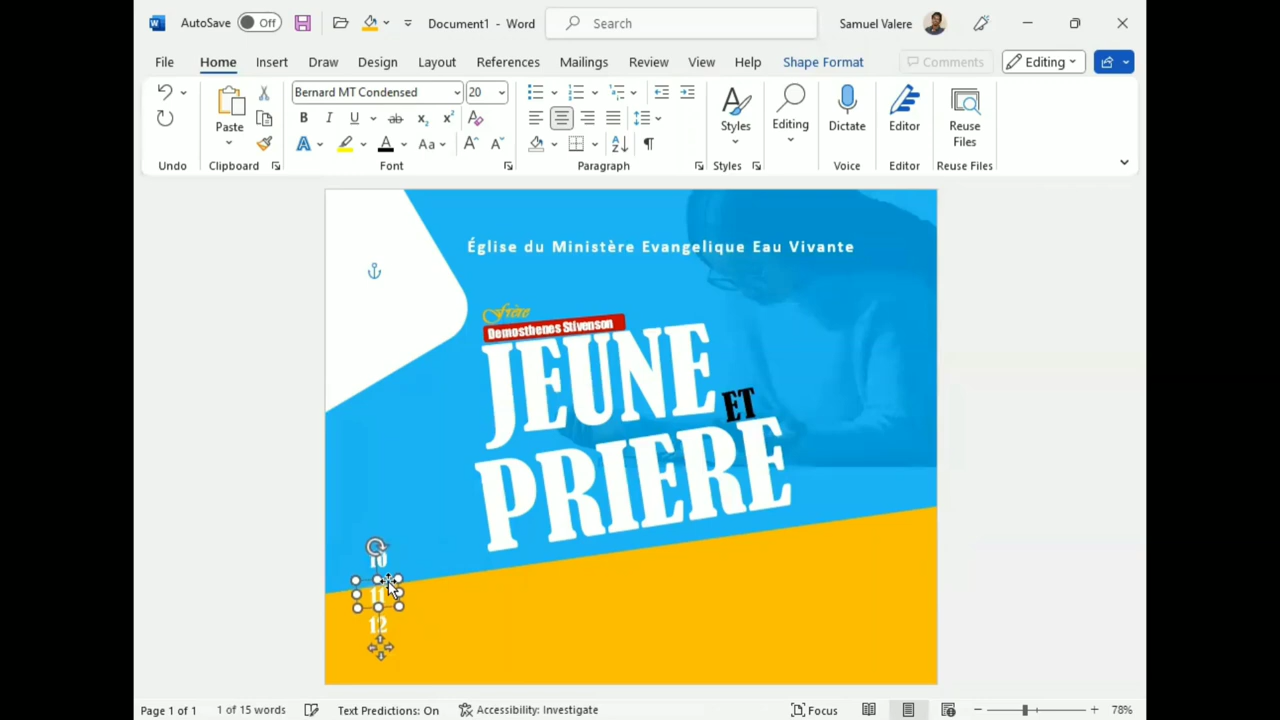 AutoSave Off Document1 - Word Search Samuel Valere
File Home Insert Draw Design Layout References Mailings Review View Help Shape Format Comments Editing
Bernard MT Condensed 20
Paste Styles Editing Dictate Editor Reuse Files
Undo Clipboard Font Paragraph Styles Voice Editor Reuse Files
Église du Ministère Evangelique Eau Vivante
Frère
Demosthenes Stivenson
JEUNE
ET
PRIERE
10
11
12
Page 1 of 1 1 of 15 words Text Predictions: On Accessibility: Investigate Focus 78%